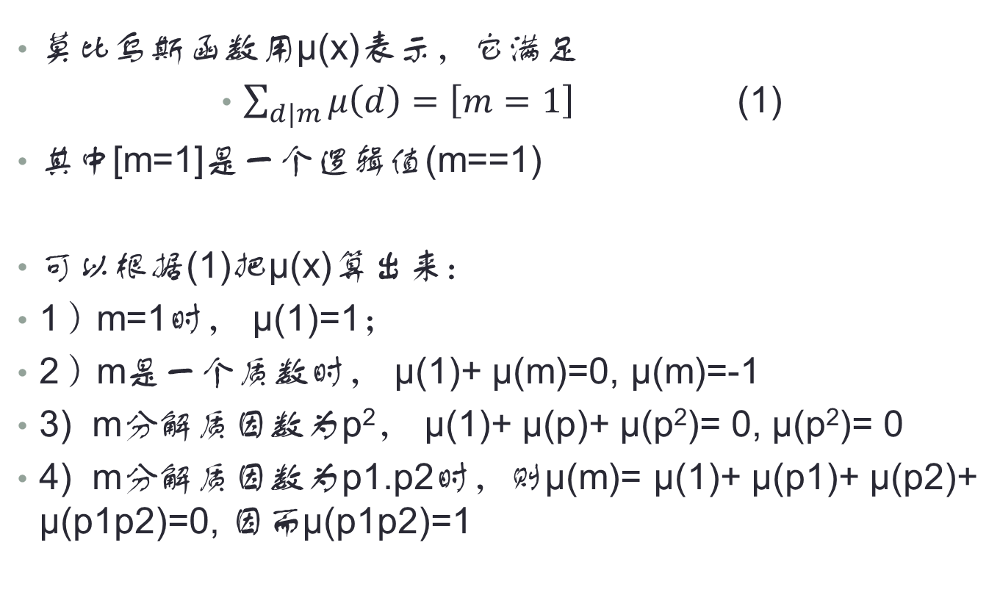 • 莫比乌斯函数用μ(x)表示，它满足
• ∑_{d|m} μ(d) = [m = 1] (1)
• 其中[m=1]是一个逻辑值(m==1)
• 可以根据(1)把μ(x)算出来：
• 1）m=1时， μ(1)=1；
• 2）m是一个质数时， μ(1)+ μ(m)=0, μ(m)=-1
• 3) m分解质因数为p²， μ(1)+ μ(p)+ μ(p²)= 0, μ(p²)= 0
• 4) m分解质因数为p1.p2时，则μ(m)= μ(1)+ μ(p1)+ μ(p2)+
μ(p1p2)=0, 因而μ(p1p2)=1